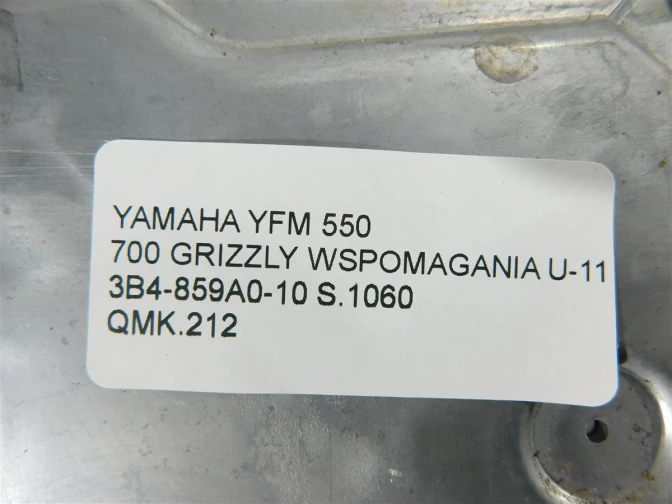 YAMAHA YFM 550
700 GRIZZLY WSPOMAGANIA U-11
3B4-859A0-10 S.1060
QMK.212